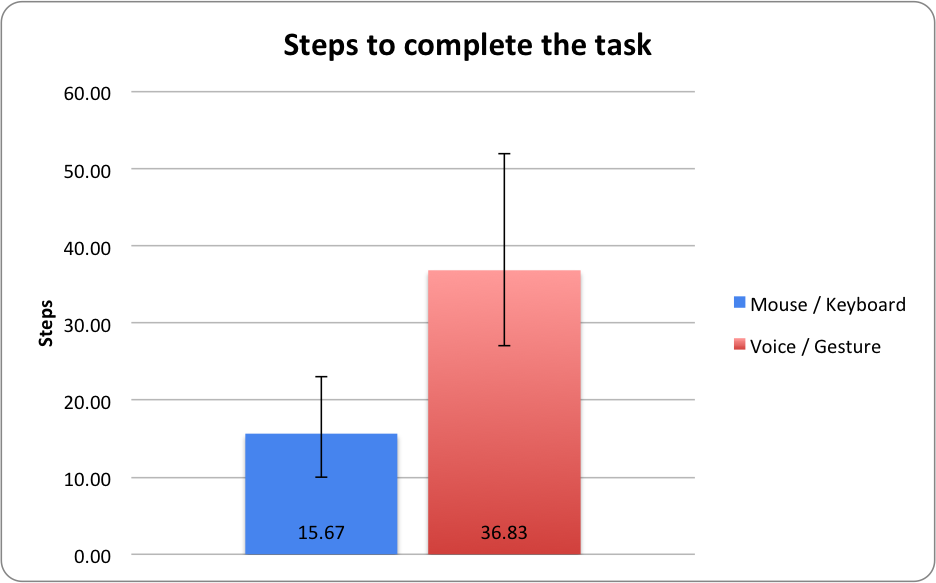 Steps to complete the task
60.00
50.00
40.00
30.00
20.00
10.00
0.00
Steps
15.67
36.83
Mouse / Keyboard
Voice / Gesture